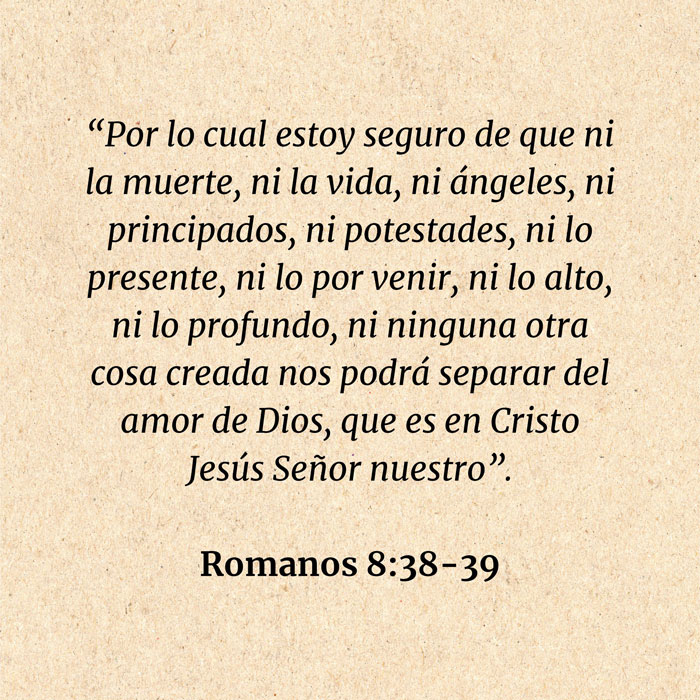 “Por lo cual estoy seguro de que ni
la muerte, ni la vida, ni ángeles, ni
principados, ni potestades, ni lo
presente, ni lo por venir, ni lo alto,
ni lo profundo, ni ninguna otra
cosa creada nos podrá separar del
amor de Dios, que es en Cristo
Jesús Señor nuestro”.
Romanos 8:38-39